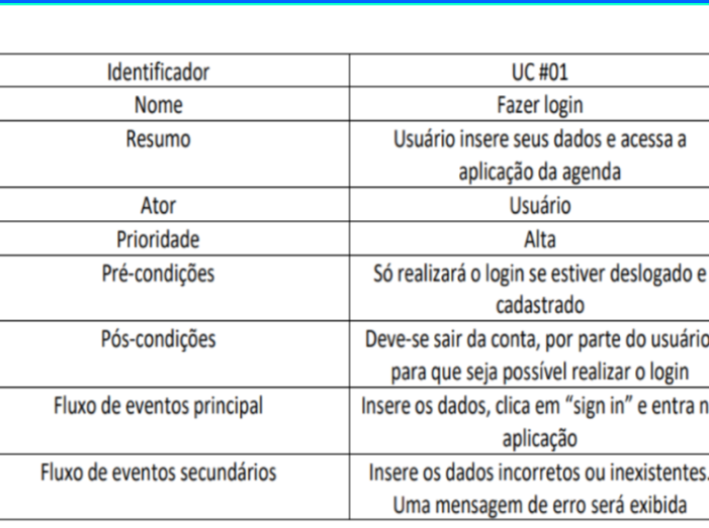 Identificador UC #01
Nome Fazer login
Resumo Usuário insere seus dados e acessa a
aplicação da agenda
Ator Usuário
Prioridade Alta
Pré-condições Só realizará o login se estiver deslogado e
cadastrado
Pós-condições Deve-se sair da conta, por parte do usuário
para que seja possível realizar o login
Fluxo de eventos principal Insere os dados, clica em “sign in” e entra n
aplicação
Fluxo de eventos secundários Insere os dados incorretos ou inexistentes.
Uma mensagem de erro será exibida